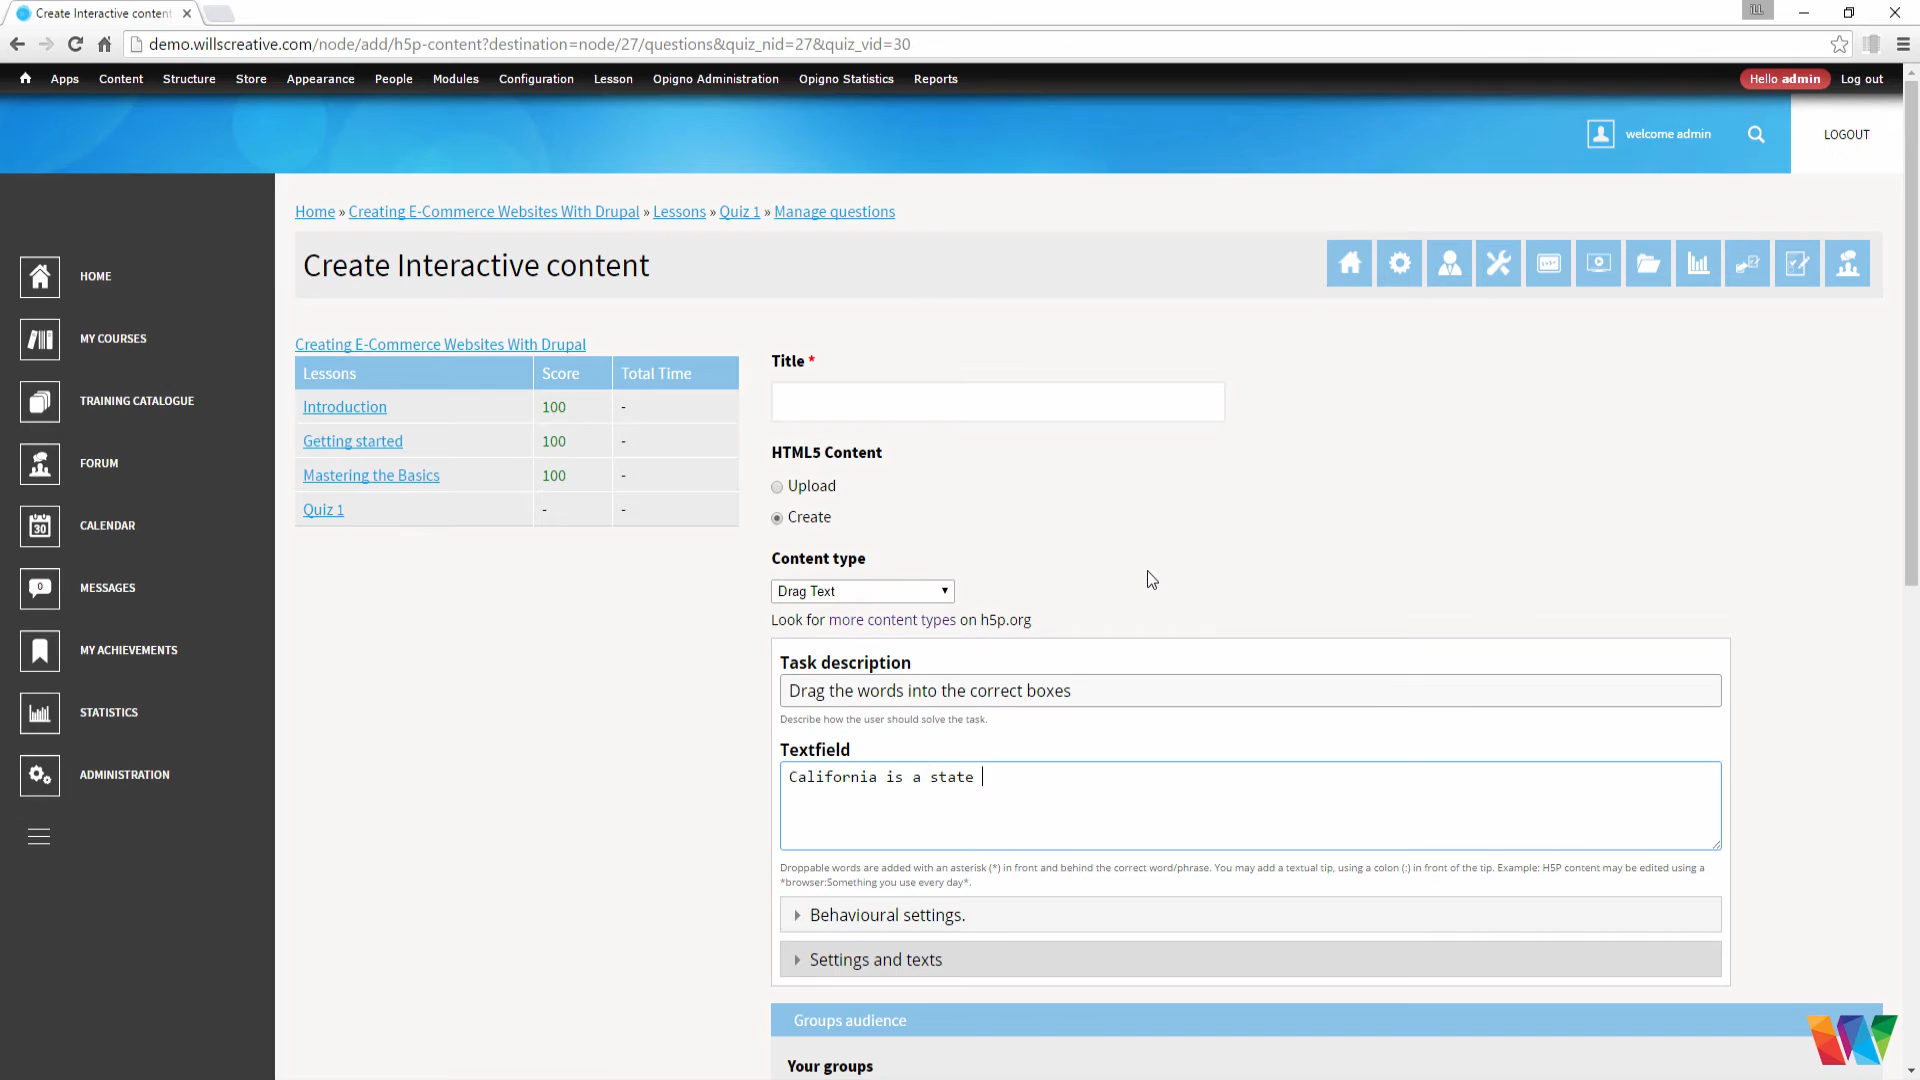 Create Interactive content
iLL
demo.willscreative.com/node/add/h5p-content?destination=node/27/questions&quiz_nid=27&quiz_vid=30
Apps Content Structure Store Appearance People Modules Configuration Lesson Opigno Administration Opigno Statistics Reports Hello admin Log out
welcome admin LOGOUT
Home » Creating E-Commerce Websites With Drupal » Lessons » Quiz 1 » Manage questions
Create Interactive content
HOME
MY COURSES
TRAINING CATALOGUE
FORUM
30 CALENDAR
0 MESSAGES
MY ACHIEVEMENTS
STATISTICS
ADMINISTRATION
Creating E-Commerce Websites With Drupal
Lessons Score Total Time
Introduction 100 -
Getting started 100 -
Mastering the Basics 100 -
Quiz 1 - -
Title *
HTML5 Content
Upload
Create
Content type
Drag Text
Look for more content types on h5p.org
Task description
Drag the words into the correct boxes
Describe how the user should solve the task.
Textfield
California is a state
Droppable words are added with an asterisk (*) in front and behind the correct word/phrase. You may add a textual tip, using a colon (:) in front of the tip. Example: H5P content may be edited using a
*browser:Something you use every day*.
Behavioural settings.
Settings and texts
Groups audience
Your groups